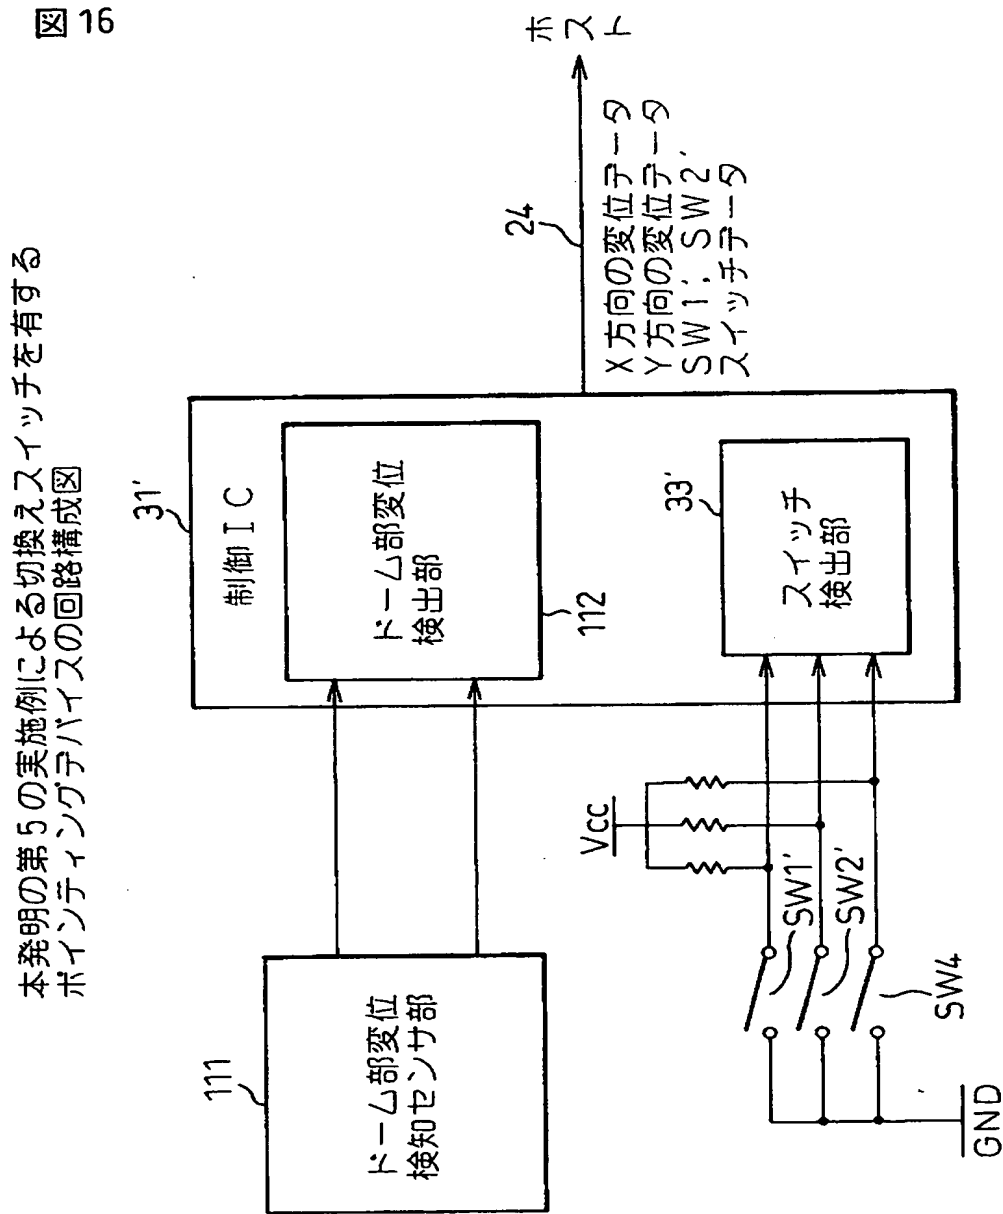 図16
本発明の第5の実施例による切換えスイッチを有する
ポインティングデバイスの回路構成図
111
ドーム部変位
検知センサ部
31'
制御IC
ドーム部変位
検出部
112
33'
スイッチ
検出部
Vcc
SW1'
SW2'
SW4
GND
24
ホスト
X方向の変位データ
Y方向の変位データ
SW1', SW2'
スイッチデータ